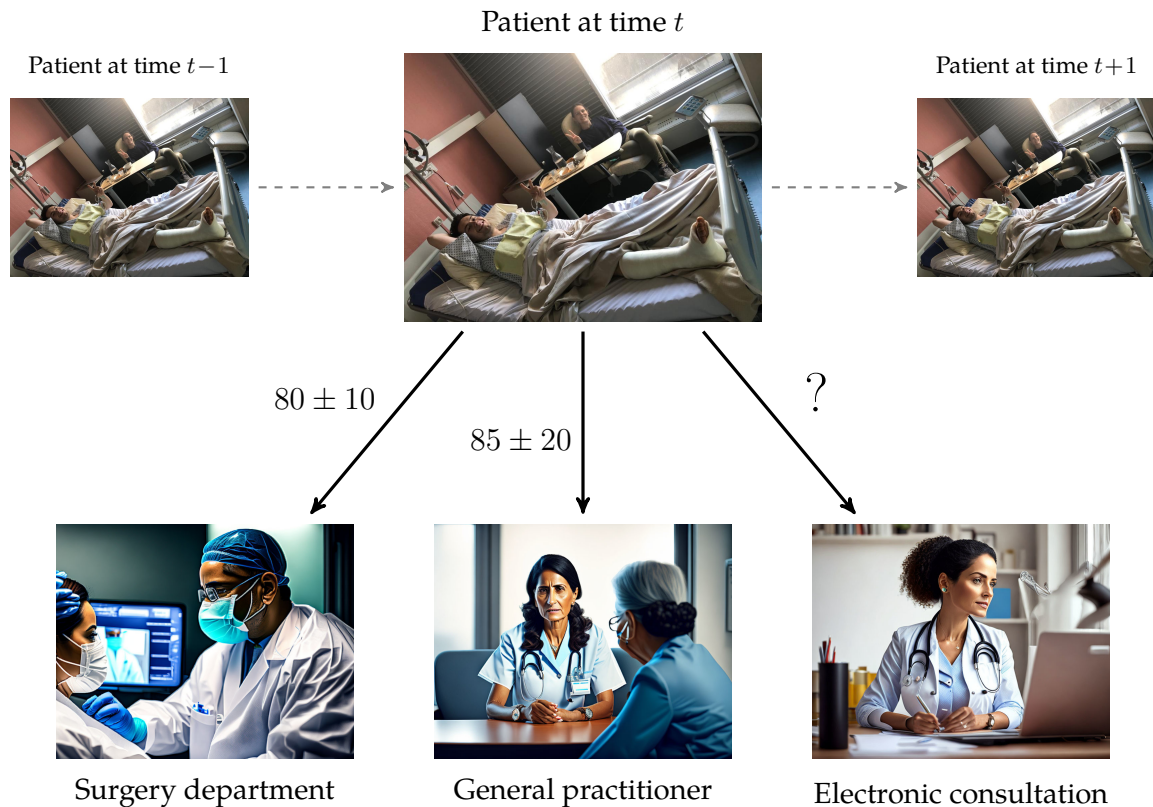 Patient at time t
Patient at time t−1
Patient at time t+1
80 ± 10
85 ± 20
?
Surgery department
General practitioner
Electronic consultation